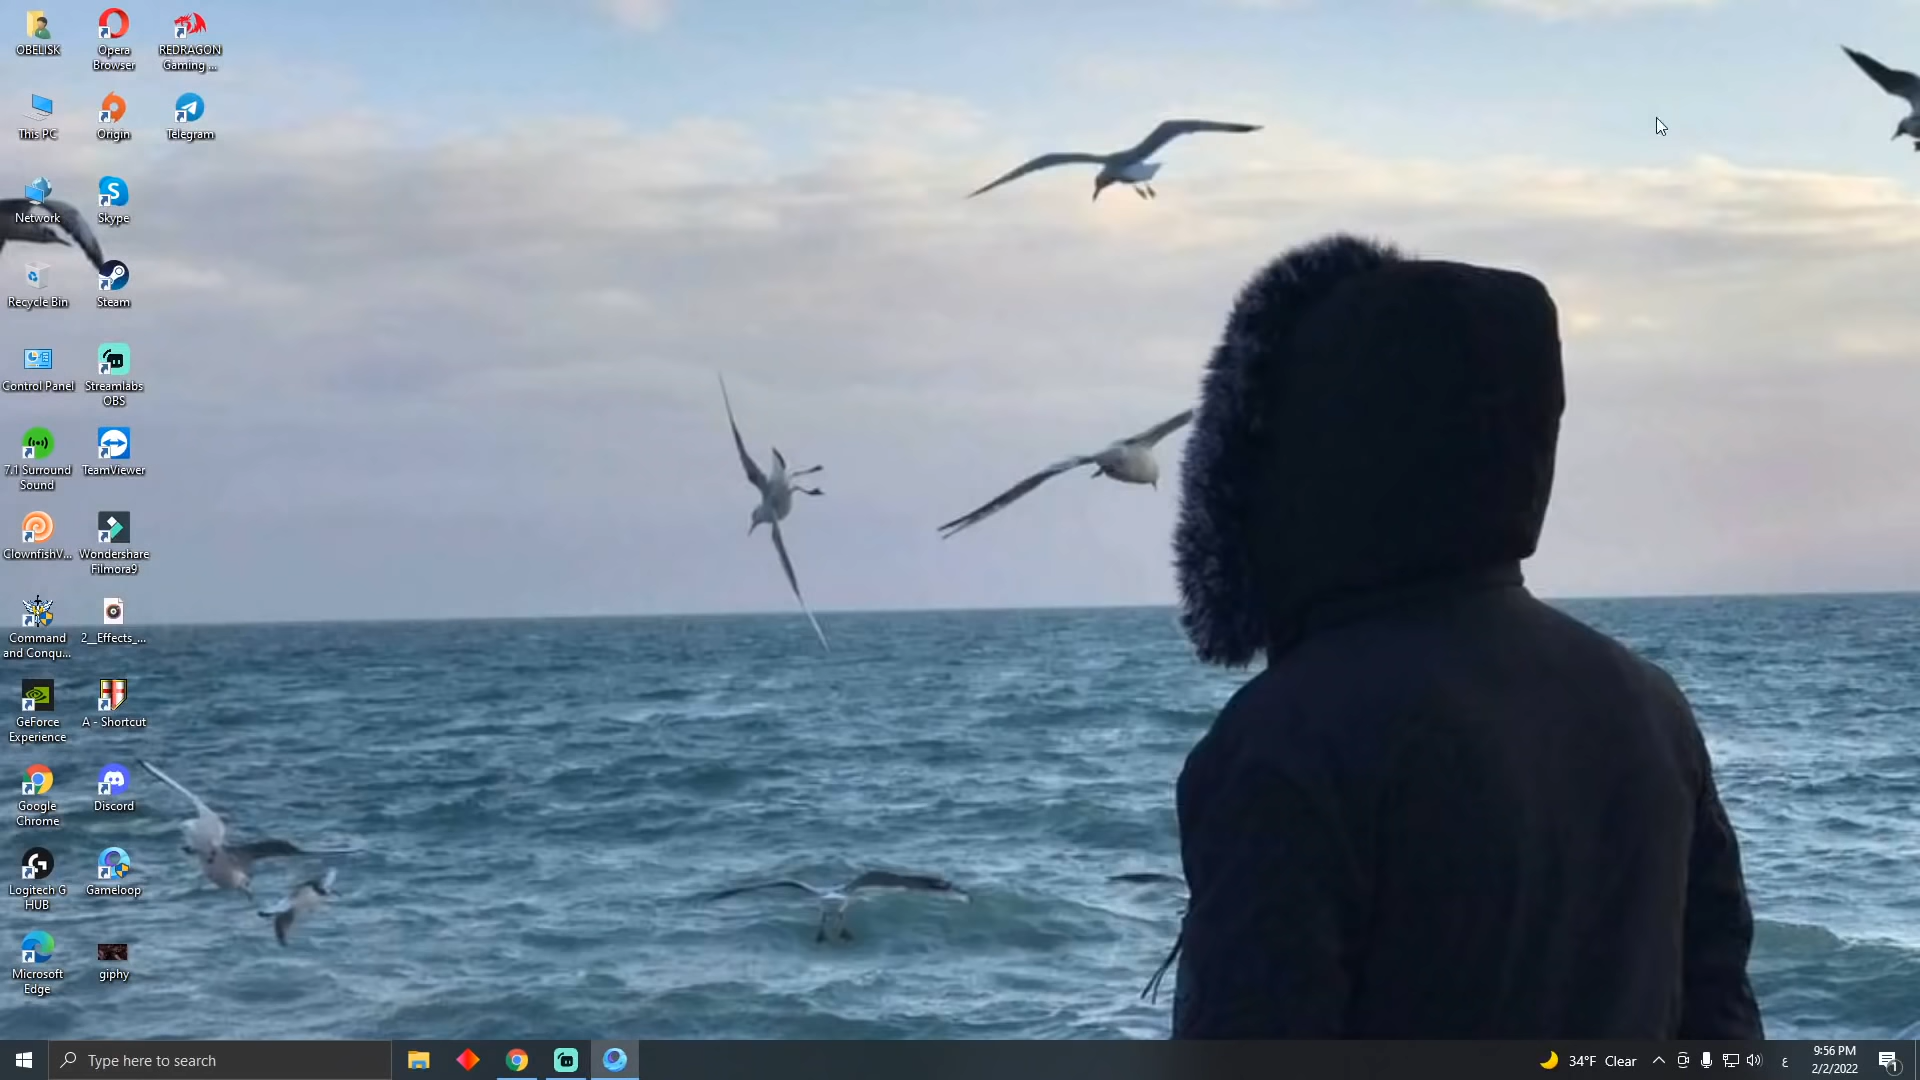 OBELISK
Opera
Browser
REDRAGON
Gaming ...
This PC
Origin
Telegram
Network
Skype
Recycle Bin
Steam
Control Panel
Streamlabs
OBS
7.1 Surround
Sound
TeamViewer
ClownfishV...
Wondershare
Filmora9
Command
and Conqu...
2__Effects_...
GeForce
Experience
A - Shortcut
Google
Chrome
Discord
Logitech G
HUB
Gameloop
Microsoft
Edge
giphy
Type here to search
34°F Clear
ع
9:56 PM
2/2/2022
1